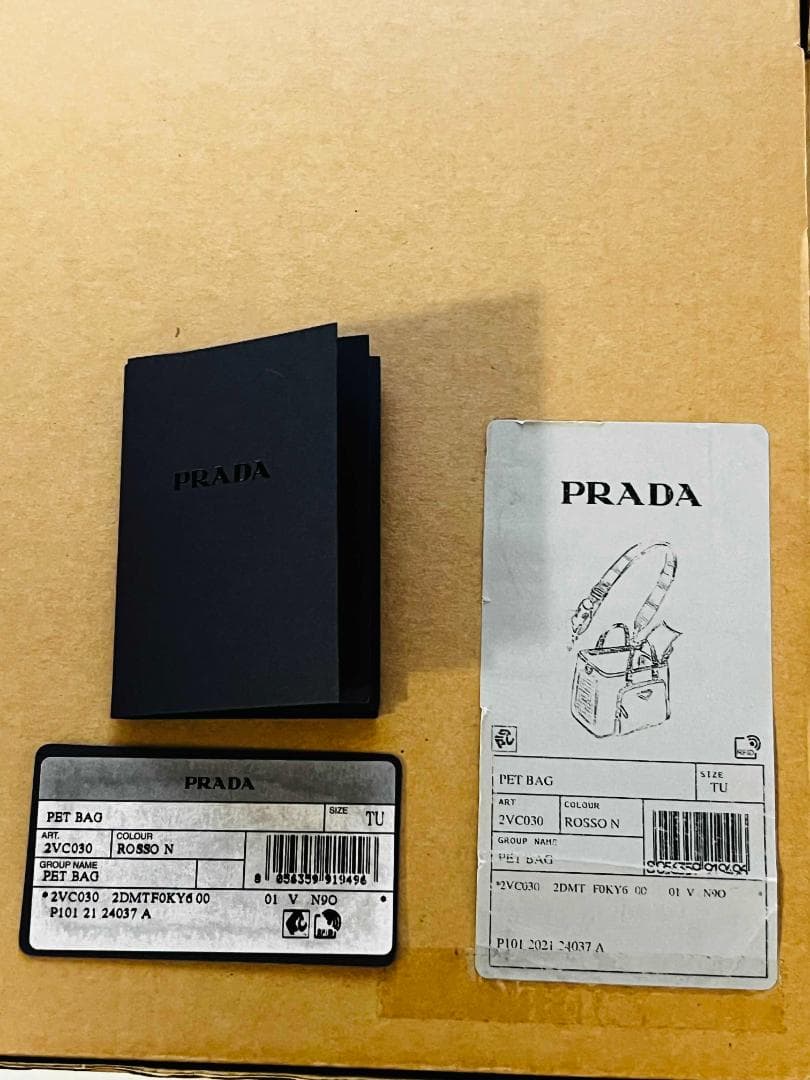 PRADA
PRADA
PET BAG
SIZE
TU
ART.
2VC030
COLOUR
ROSSO N
GROUP NAME
PET BAG
8 056359 919496
*2VC030 2DMT F0KY6 00 01 V N9O *
P101 21 24037 A
PRADA
PET BAG
SIZE
TU
ART
2VC030
COLOUR
ROSSO N
GROUP NAME
PET BAG
*2VC030 2DMT F0KY6 00 01 V N9O *
P101 2021 24037 A